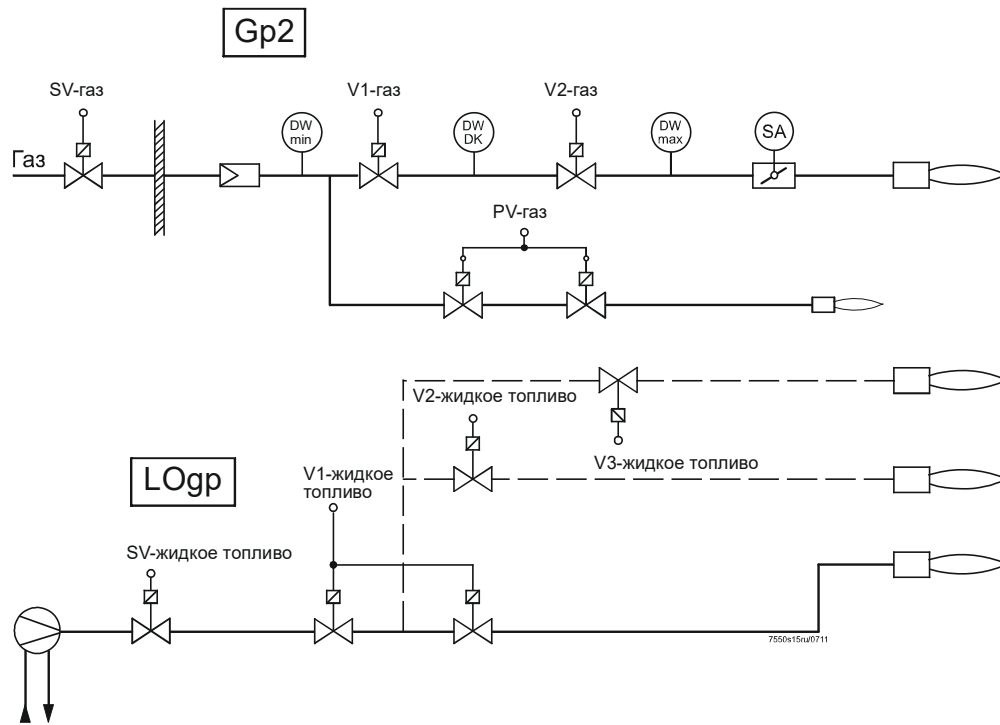 Gp2
SV-газ
V1-газ
V2-газ
DW
min
DW
DK
DW
max
SA
Газ
PV-газ
V2-жидкое топливо
V3-жидкое топливо
LOgp
V1-жидкое
топливо
SV-жидкое топливо
7550s15ru/0711